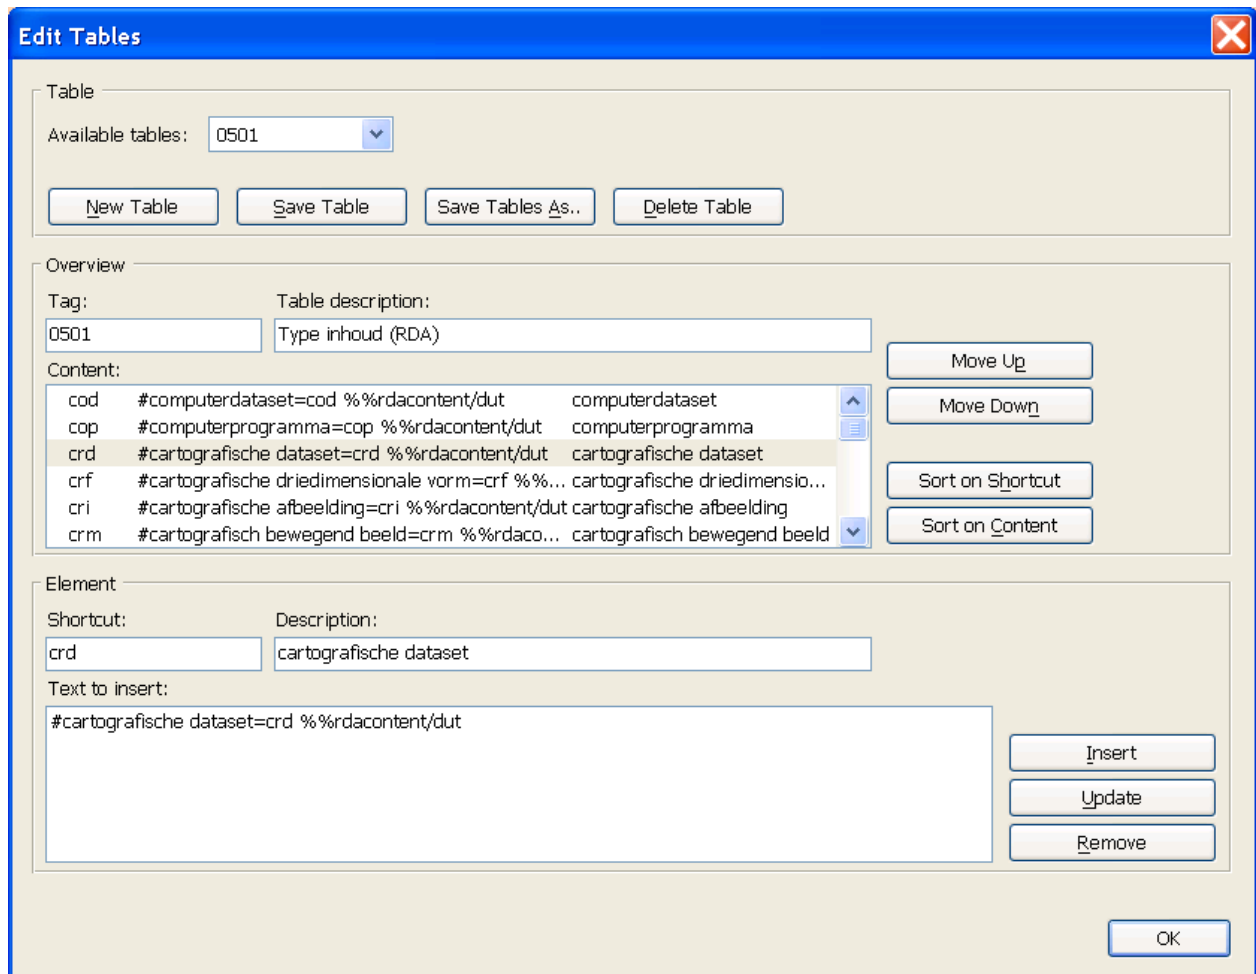 Edit Tables
Table
Available tables: 0501
New Table Save Table Save Tables As.. Delete Table
Overview
Tag: Table description:
0501 Type inhoud (RDA)
Move Up
Content:
cod #computerdataset=cod %%rdacontent/dut computerdataset
Move Down
cop #computerprogramma=cop %%rdacontent/dut computerprogramma
crd #cartografische dataset=crd %%rdacontent/dut cartografische dataset
crf #cartografische driedimensionale vorm=crf %%... cartografische driedimensio...
Sort on Shortcut
cri #cartografische afbeelding=cri %%rdacontent/dut cartografische afbeelding
crm #cartografisch bewegend beeld=crm %%rdaco... cartografisch bewegend beeld
Sort on Content
Element
Shortcut: Description:
crd cartografische dataset
Text to insert:
#cartografische dataset=crd %%rdacontent/dut
Insert
Update
Remove
OK